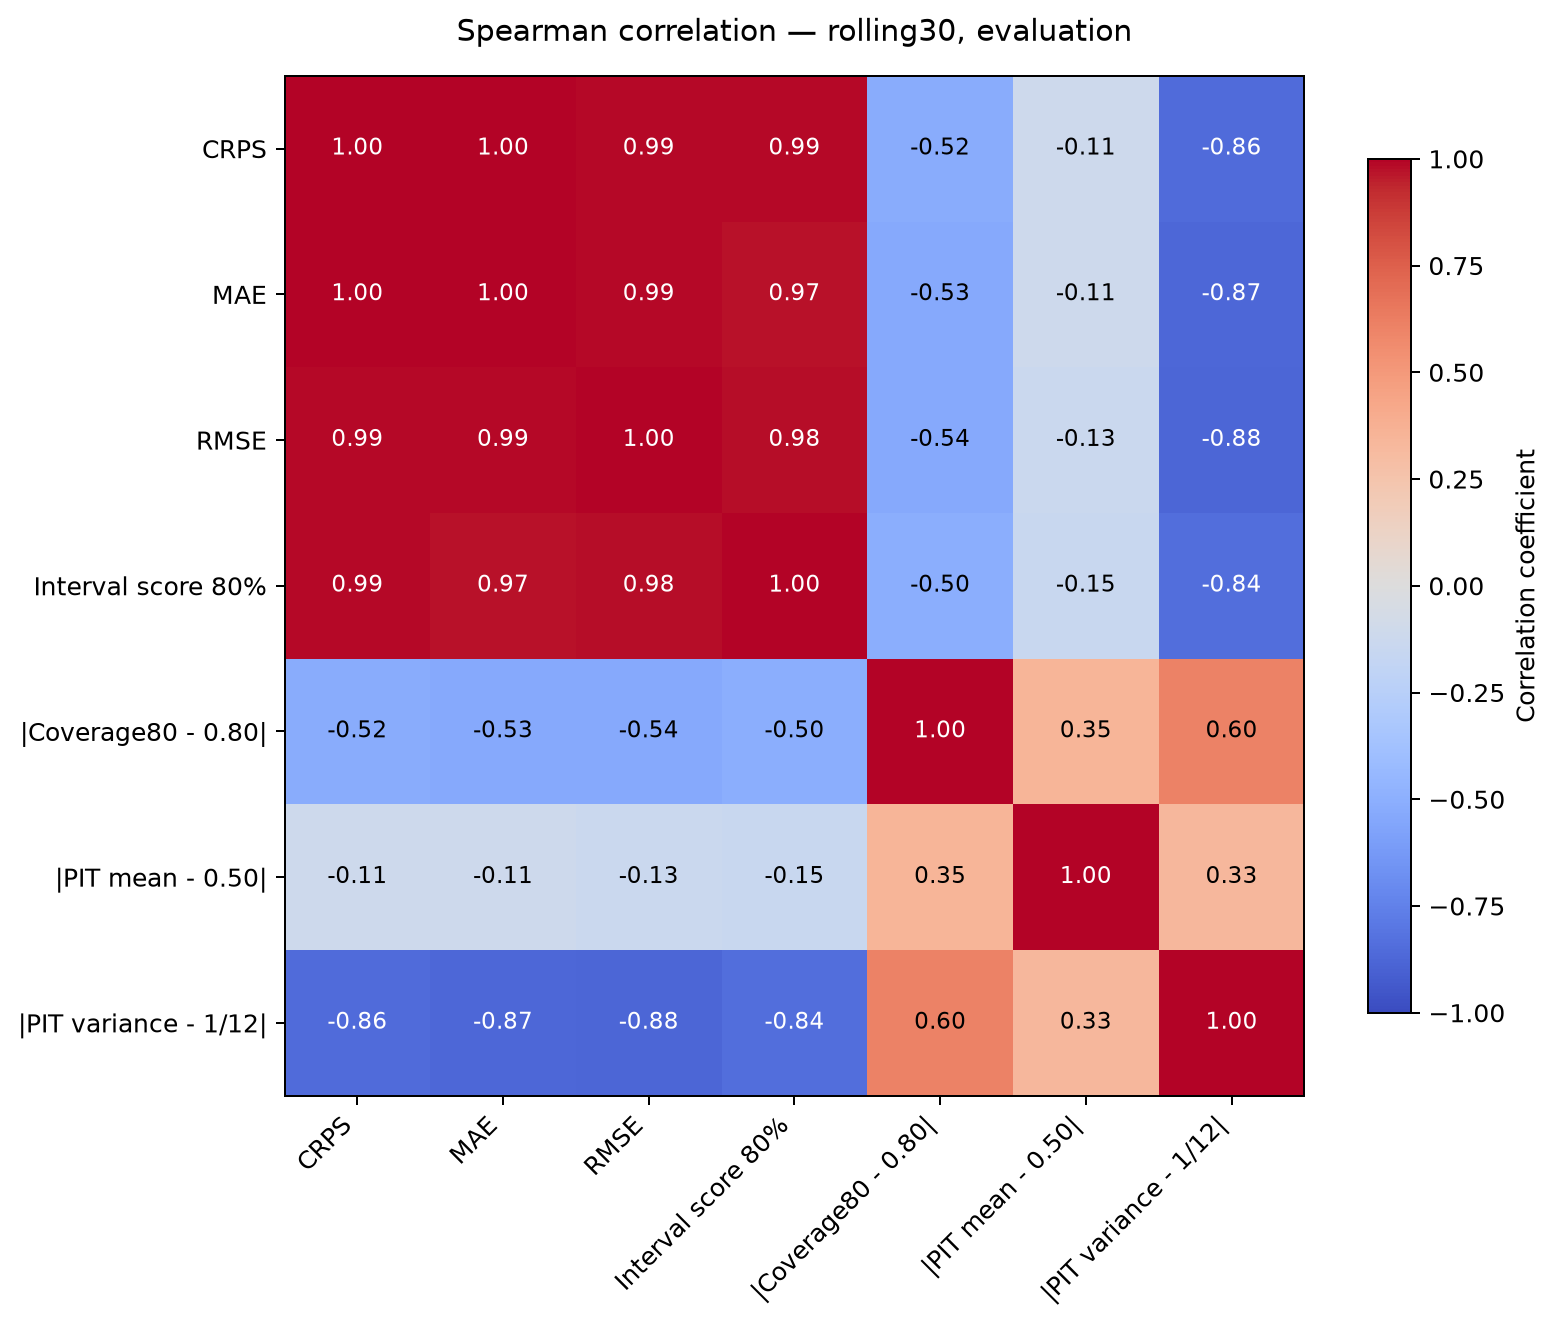 Spearman correlation — rolling30, evaluation
CRPS 1.00 1.00 0.99 0.99 -0.52 -0.11 -0.86
MAE 1.00 1.00 0.99 0.97 -0.53 -0.11 -0.87
RMSE 0.99 0.99 1.00 0.98 -0.54 -0.13 -0.88
Interval score 80% 0.99 0.97 0.98 1.00 -0.50 -0.15 -0.84
|Coverage80 - 0.80| -0.52 -0.53 -0.54 -0.50 1.00 0.35 0.60
|PIT mean - 0.50| -0.11 -0.11 -0.13 -0.15 0.35 1.00 0.33
|PIT variance - 1/12| -0.86 -0.87 -0.88 -0.84 0.60 0.33 1.00
CRPS
MAE
RMSE
Interval score 80%
|Coverage80 - 0.80|
|PIT mean - 0.50|
|PIT variance - 1/12|
1.00
0.75
0.50
0.25
0.00
−0.25
−0.50
−0.75
−1.00
Correlation coefficient